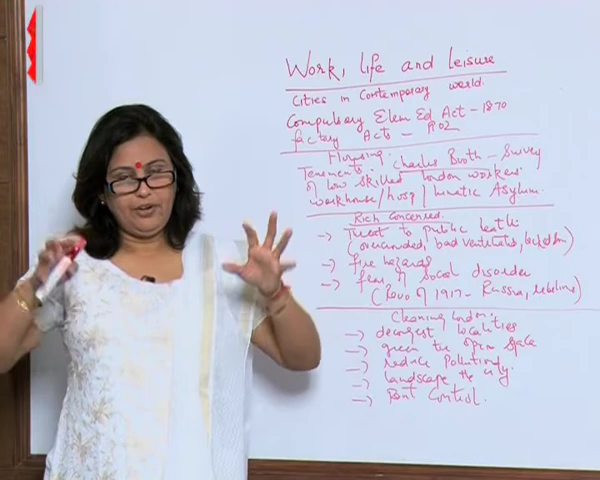 Work, life and leisure
Cities in Contemporary world.
Compulsory Elem Ed Act - 1870
factory Acts - 1902
Housing
Tenements. Charles Booth - Survey
of low skilled London workers
workhouse/hosp/lunatic Asylum.
Rich Concerned.
→ Threat to public health
(overcrowded, bad ventilated,
→ fire hazards
→ fear of social disorder
(Revo of 1917 - Russia, rebellion)
Cleaning London:
→ decongest localities
→ green the open space
→ reduce pollution
→ landscape the city
→ Rent Control.